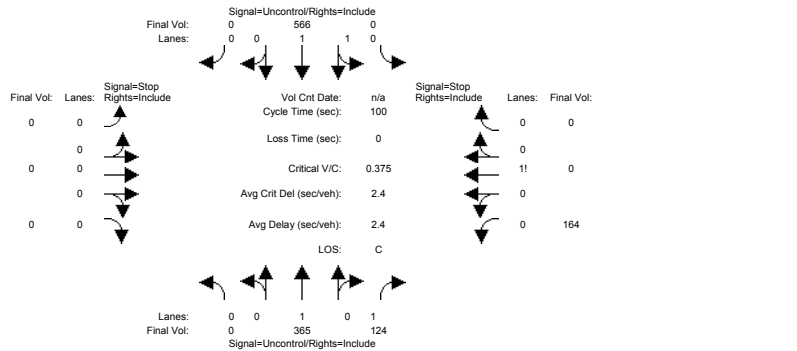 Signal=Uncontrol/Rights=Include
Final Vol: 0 566 0
Lanes: 0 0 1 1 0
Signal=Stop Signal=Stop
Final Vol: Lanes: Rights=Include Vol Cnt Date: n/a Rights=Include Lanes: Final Vol:
Cycle Time (sec): 100
0 0 0 0
Loss Time (sec): 0
0 0
0 0 Critical V/C: 0.375 1! 0
0 Avg Crit Del (sec/veh): 2.4 0
0 0 Avg Delay (sec/veh): 2.4 0 164
LOS: C
Lanes: 0 0 1 0 1
Final Vol: 0 365 124
Signal=Uncontrol/Rights=Include